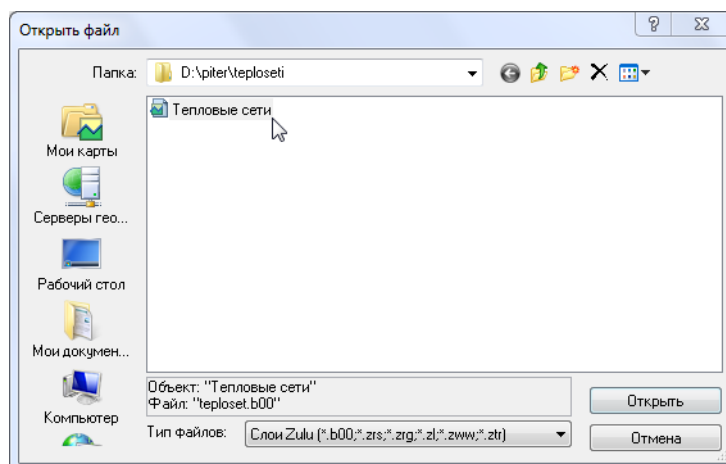 Открыть файл
Папка: D:\piter\teploseti
Тепловые сети
Мои карты
Серверы гео...
Рабочий стол
Мои докумен...
Компьютер
Объект: "Тепловые сети"
Файл: "teploset.b00"
Открыть
Тип файлов: Слои Zulu (*.b00;*.zrs;*.zrg;*.zl;*.zww;*.ztr)
Отмена